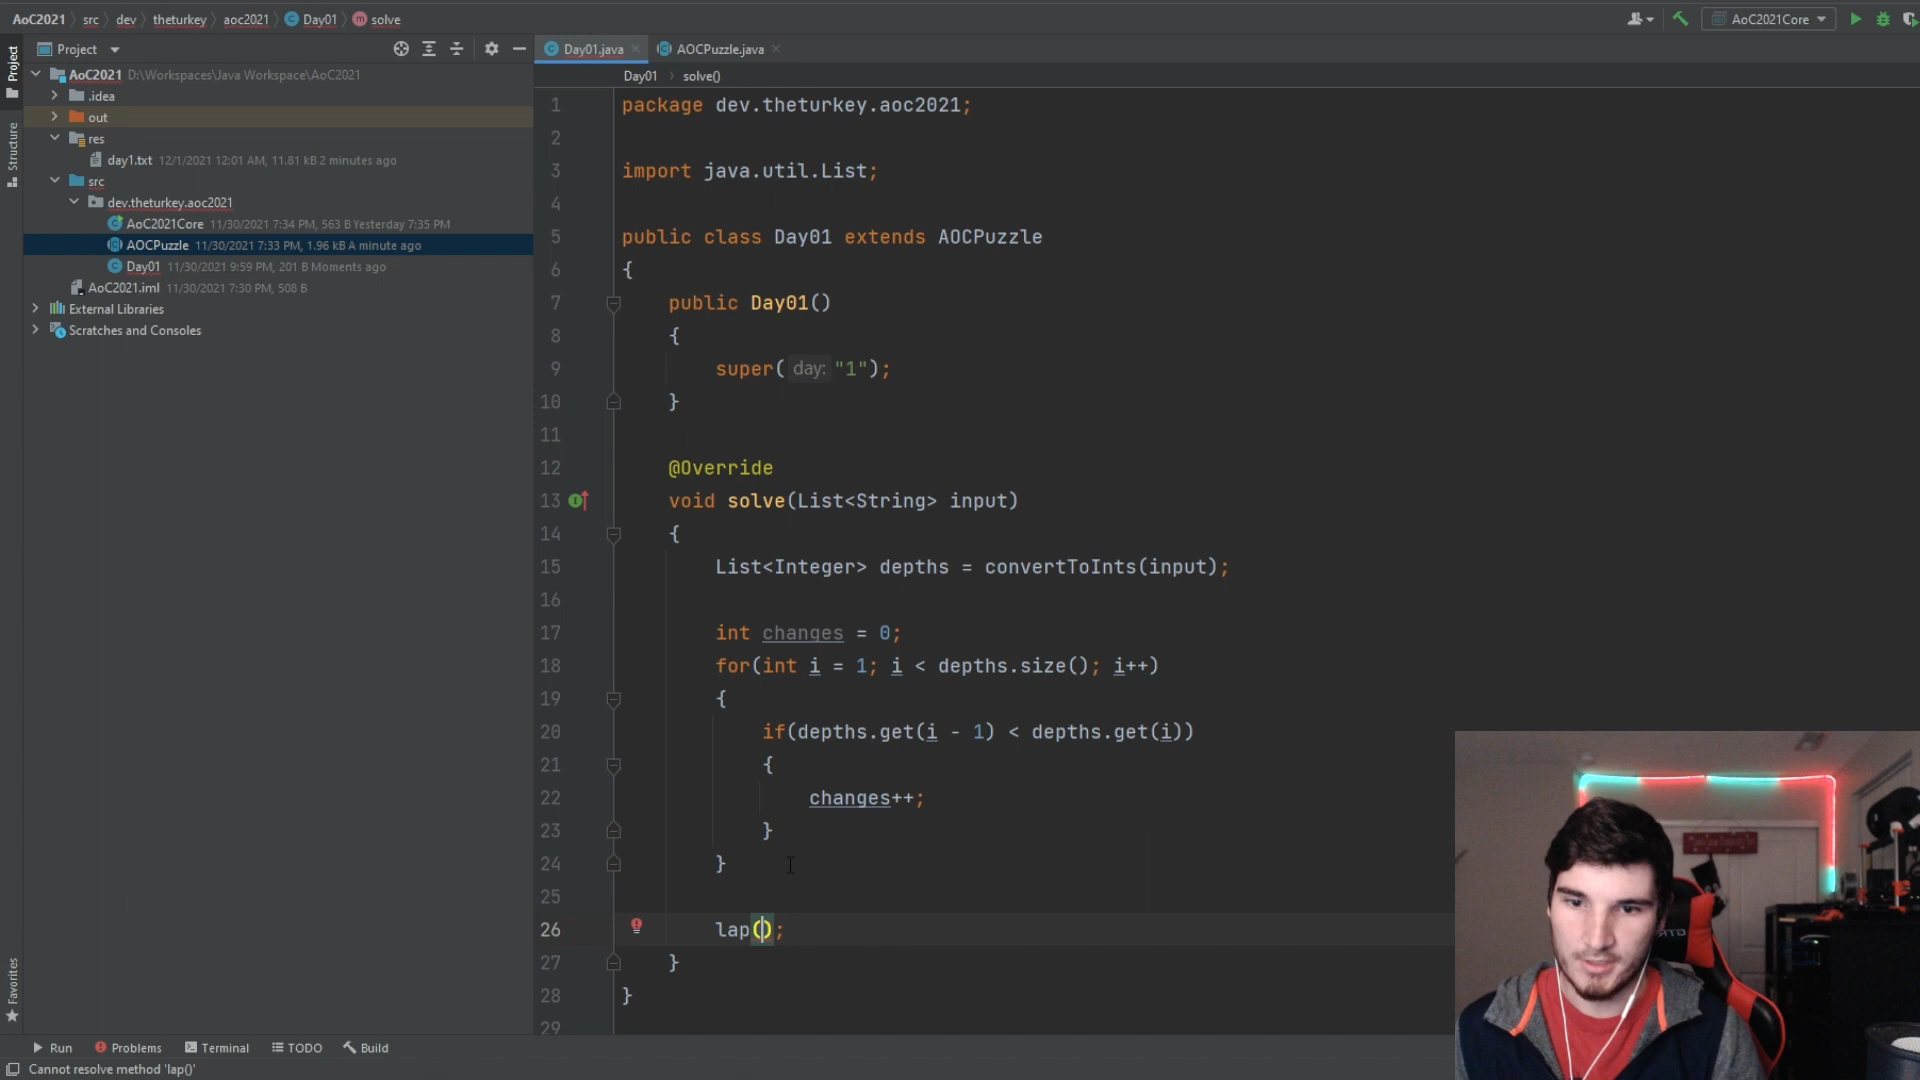 AoC2021 src dev theturkey aoc2021 Day01 solve
AoC2021Core
Project
Day01.java
AOCPuzzle.java
Day01 solve()
Project
Structure
Favorites
AoC2021 D:\Workspaces\Java Workspace\AoC2021
.idea
out
res
day1.txt 12/1/2021 12:01 AM, 11.81 kB 2 minutes ago
src
dev.theturkey.aoc2021
AoC2021Core 11/30/2021 7:34 PM, 563 B Yesterday 7:35 PM
AOCPuzzle 11/30/2021 7:33 PM, 1.96 kB A minute ago
Day01 11/30/2021 9:59 PM, 201 B Moments ago
AoC2021.iml 11/30/2021 7:30 PM, 508 B
External Libraries
Scratches and Consoles
1 package dev.theturkey.aoc2021;
2
3 import java.util.List;
4
5 public class Day01 extends AOCPuzzle
6 {
7 public Day01()
8 {
9 super( day: "1");
10 }
11
12 @Override
13 void solve(List<String> input)
14 {
15 List<Integer> depths = convertToInts(input);
16
17 int changes = 0;
18 for(int i = 1; i < depths.size(); i++)
19 {
20 if(depths.get(i - 1) < depths.get(i))
21 {
22 changes++;
23 }
24 }
25
26 lap();
27 }
28 }
29
Run Problems Terminal TODO Build
Cannot resolve method 'lap()'